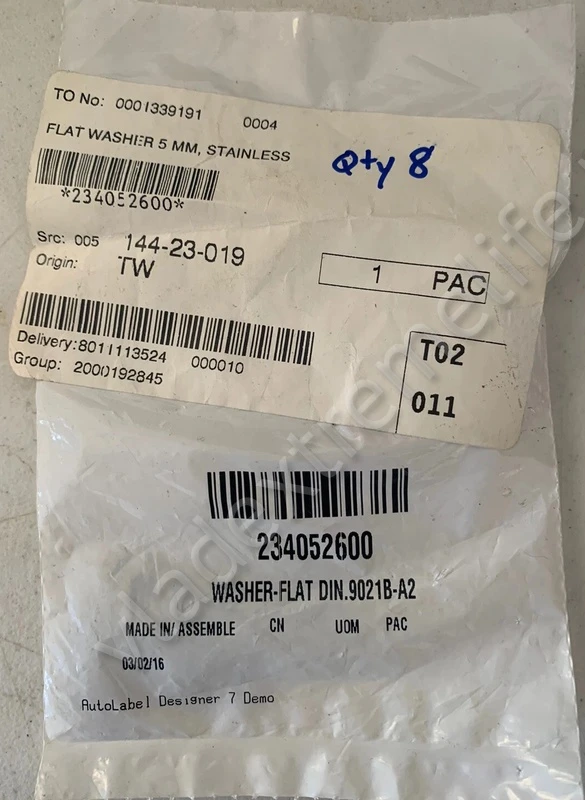 TO No: 0001339191 0004
FLAT WASHER 5 MM, STAINLESS
Qty 8
*234052600*
Src: 005 144-23-019
Origin: TW
1 PAC
Delivery:8011113524 000010
Group: 2000192845
T02
011
234052600
WASHER-FLAT DIN.9021B-A2
MADE IN/ ASSEMBLE CN UOM PAC
03/02/16
AutoLabel Designer 7 Demo
Madextremelife